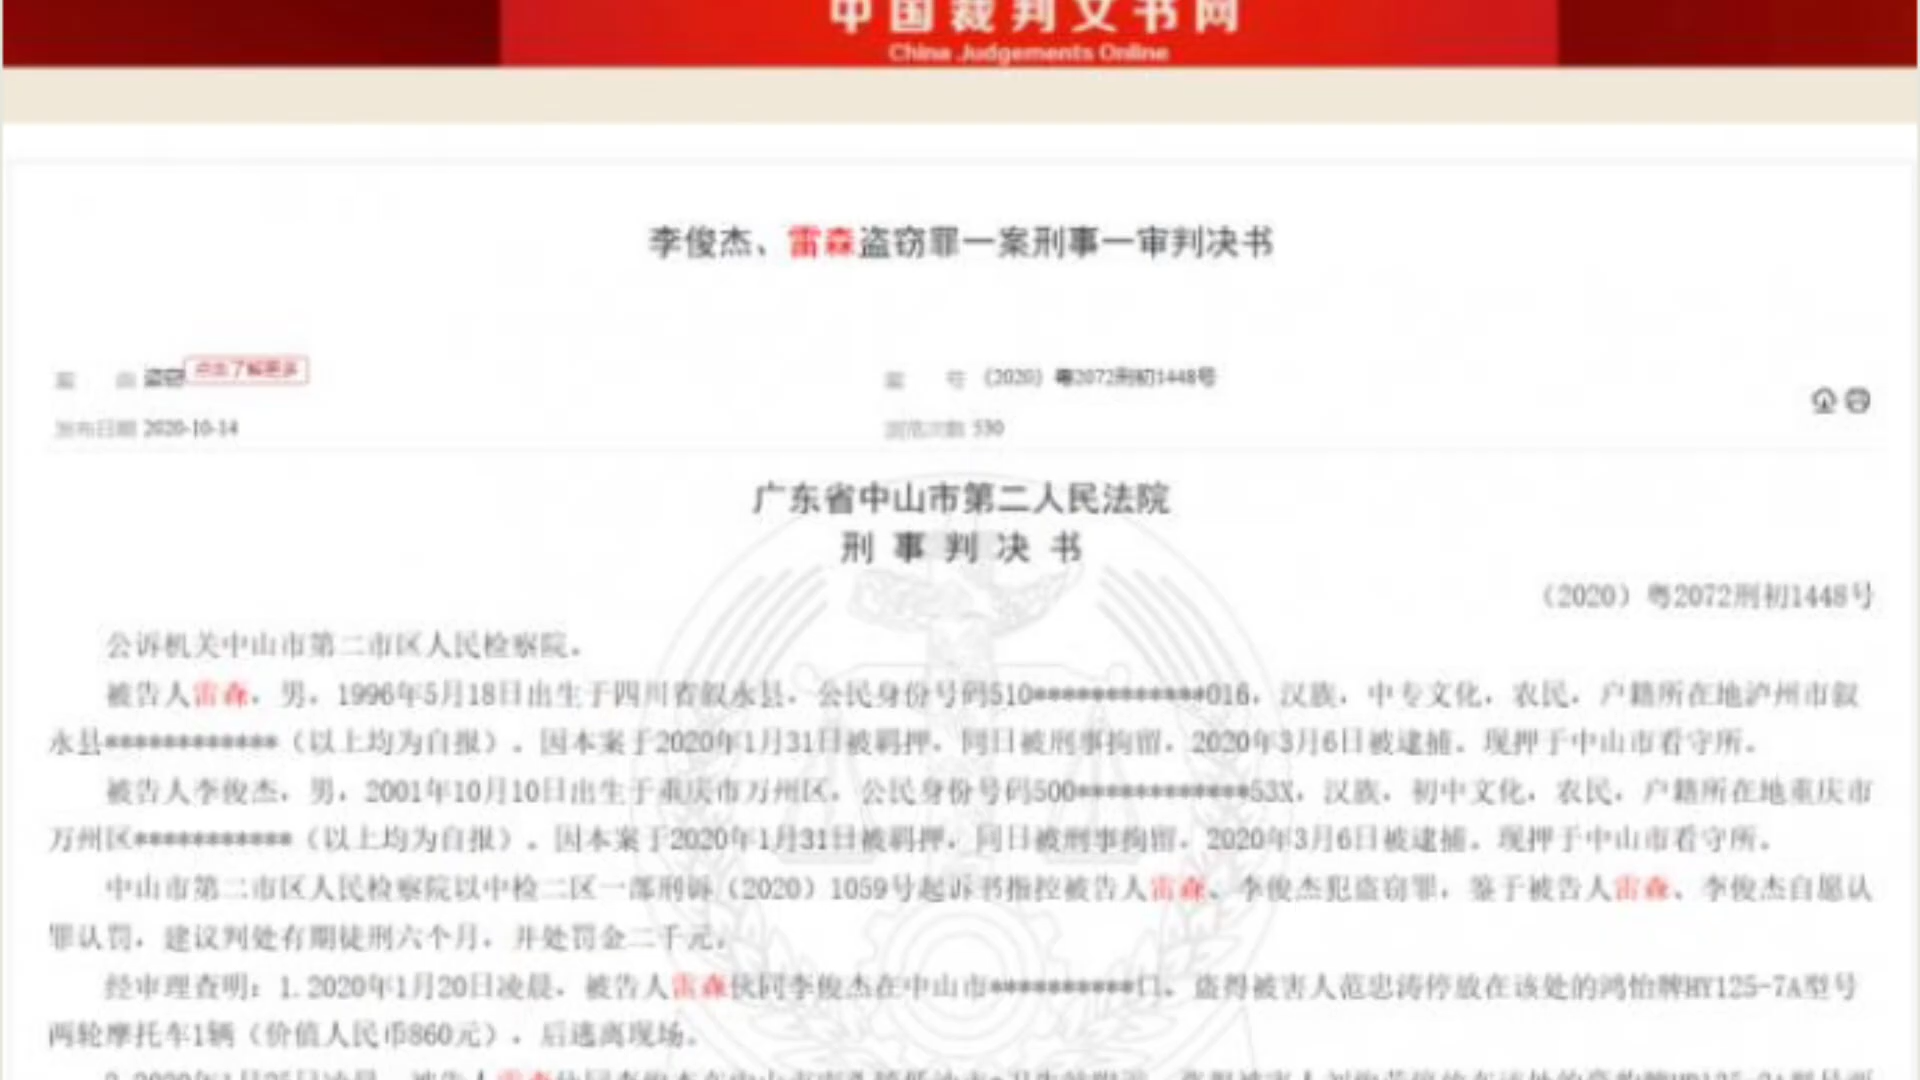 中国裁判文书网
China Judgements Online
李俊杰、雷森盗窃罪一案刑事一审判决书
案 由 盗窃 点击了解更多
案 号 (2020)粤2072刑初1448号
发布日期 2020-10-14
浏览次数 530
广东省中山市第二人民法院
刑 事 判 决 书
(2020)粤2072刑初1448号
公诉机关中山市第二市区人民检察院。
被告人雷森,男,1996年5月18日出生于四川省叙永县,公民身份号码510************016,汉族,中专文化,农民,户籍所在地泸州市叙
永县************(以上均为自报)。因本案于2020年1月31日被羁押,同日被刑事拘留,2020年3月6日被逮捕。现押于中山市看守所。
被告人李俊杰,男,2001年10月10日出生于重庆市万州区,公民身份号码500************53X,汉族,初中文化,农民,户籍所在地重庆市
万州区***********(以上均为自报)。因本案于2020年1月31日被羁押,同日被刑事拘留,2020年3月6日被逮捕。现押于中山市看守所。
中山市第二市区人民检察院以中检二区一部刑诉(2020)1059号起诉书指控被告人雷森、李俊杰犯盗窃罪,鉴于被告人雷森、李俊杰自愿认
罪认罚,建议判处有期徒刑六个月,并处罚金二千元。
经审理查明:1.2020年1月20日凌晨,被告人雷森伙同李俊杰在中山市**********口,盗得被害人范忠涛停放在该处的鸿怡牌HY125-7A型号
两轮摩托车1辆(价值人民币860元),后逃离现场。